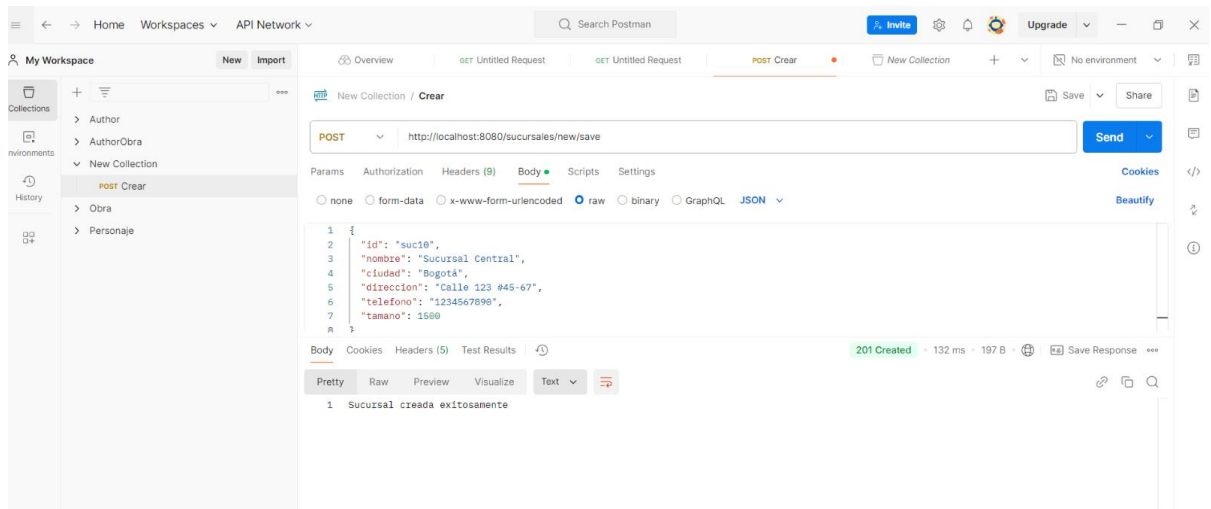 Home Workspaces API Network Search Postman Invite Upgrade
My Workspace New Import Overview GET Untitled Request GET Untitled Request POST Crear New Collection No environment
Collections
nvironments
History
Author
AuthorObra
New Collection
POST Crear
Obra
Personaje
HTTP New Collection / Crear Save Share
POST http://localhost:8080/sucursales/new/save Send
Params Authorization Headers (9) Body Scripts Settings Cookies
none form-data x-www-form-urlencoded raw binary GraphQL JSON Beautify
1 {
2 "id": "suc10",
3 "nombre": "Sucursal Central",
4 "ciudad": "Bogotá",
5 "direccion": "Calle 123 #45-67",
6 "telefono": "1234567890",
7 "tamano": 1500
8 }
Body Cookies Headers (5) Test Results 201 Created 132 ms 197 B Save Response
Pretty Raw Preview Visualize Text
1 Sucursal creada exitosamente